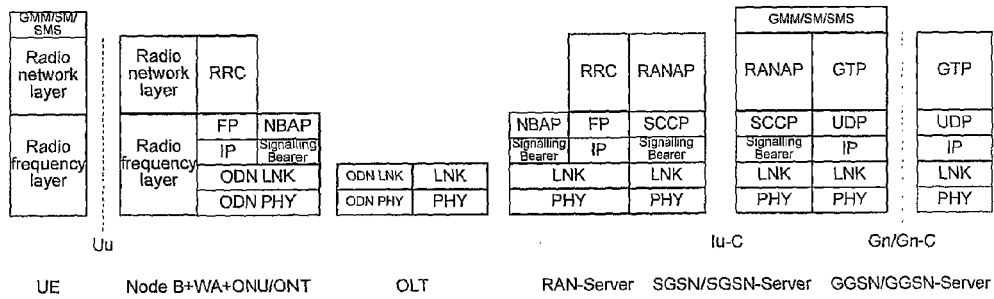 GMM/SM/
SMS
Radio
network
layer
Radio
frequency
layer
Radio
network
layer
RRC
Radio
frequency
layer
FP
NBAP
IP
Signalling
Bearer
ODN LNK
ODN PHY
ODN LNK
LNK
ODN PHY
PHY
RRC
RANAP
NBAP
FP
SCCP
Signalling
Bearer
IP
Signalling
Bearer
LNK
LNK
PHY
PHY
GMM/SM/SMS
RANAP
GTP
SCCP
UDP
Signalling
Bearer
IP
LNK
LNK
PHY
PHY
GTP
UDP
IP
LNK
PHY
Uu
Iu-C
Gn/Gn-C
UE
Node B+WA+ONU/ONT
OLT
RAN-Server
SGSN/SGSN-Server
GGSN/GGSN-Server